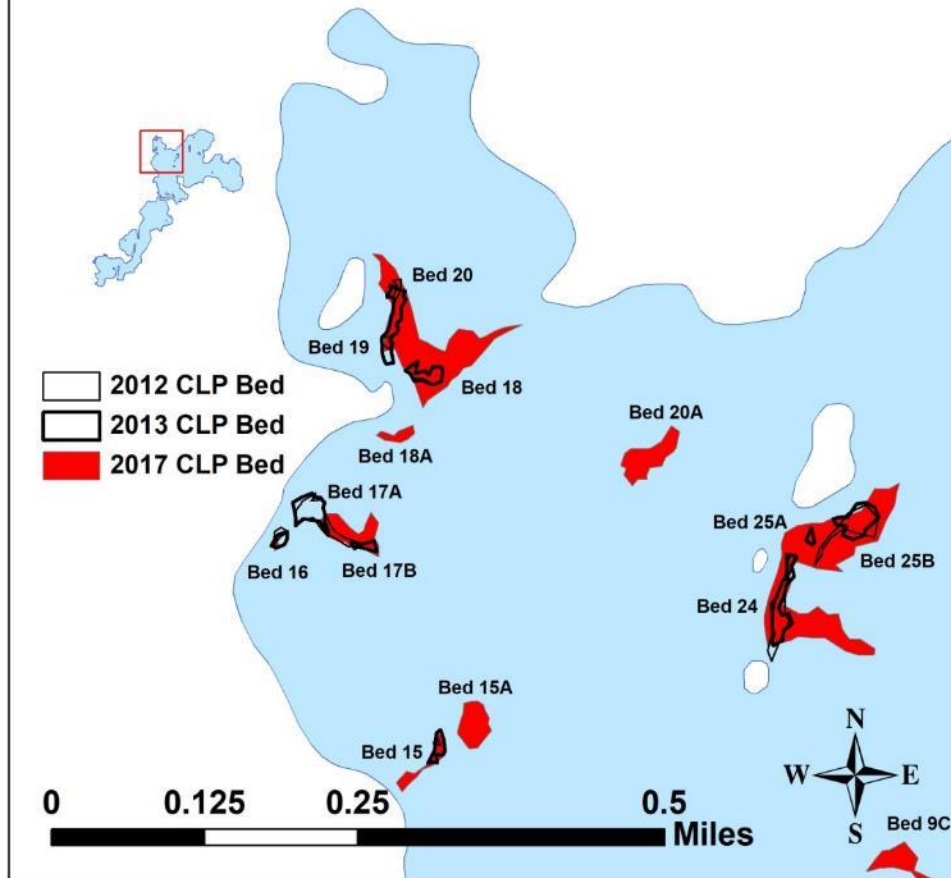 Bed 20
Bed 19
Bed 18
2012 CLP Bed
2013 CLP Bed
2017 CLP Bed
Bed 20A
Bed 18A
Bed 17A
Bed 25A
Bed 16
Bed 17B
Bed 25B
Bed 24
Bed 15A
Bed 15
N
W E
S
0 0.125 0.25 0.5
Miles
Bed 9C